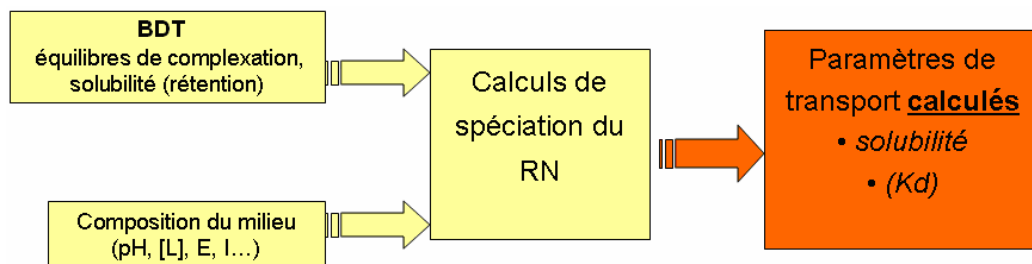 BDT
équilibres de complexation,
solubilité (rétention)
Composition du milieu
(pH, [L], E, I...)
Calculs de
spéciation du
RN
Paramètres de
transport calculés
• solubilité
• (Kd)